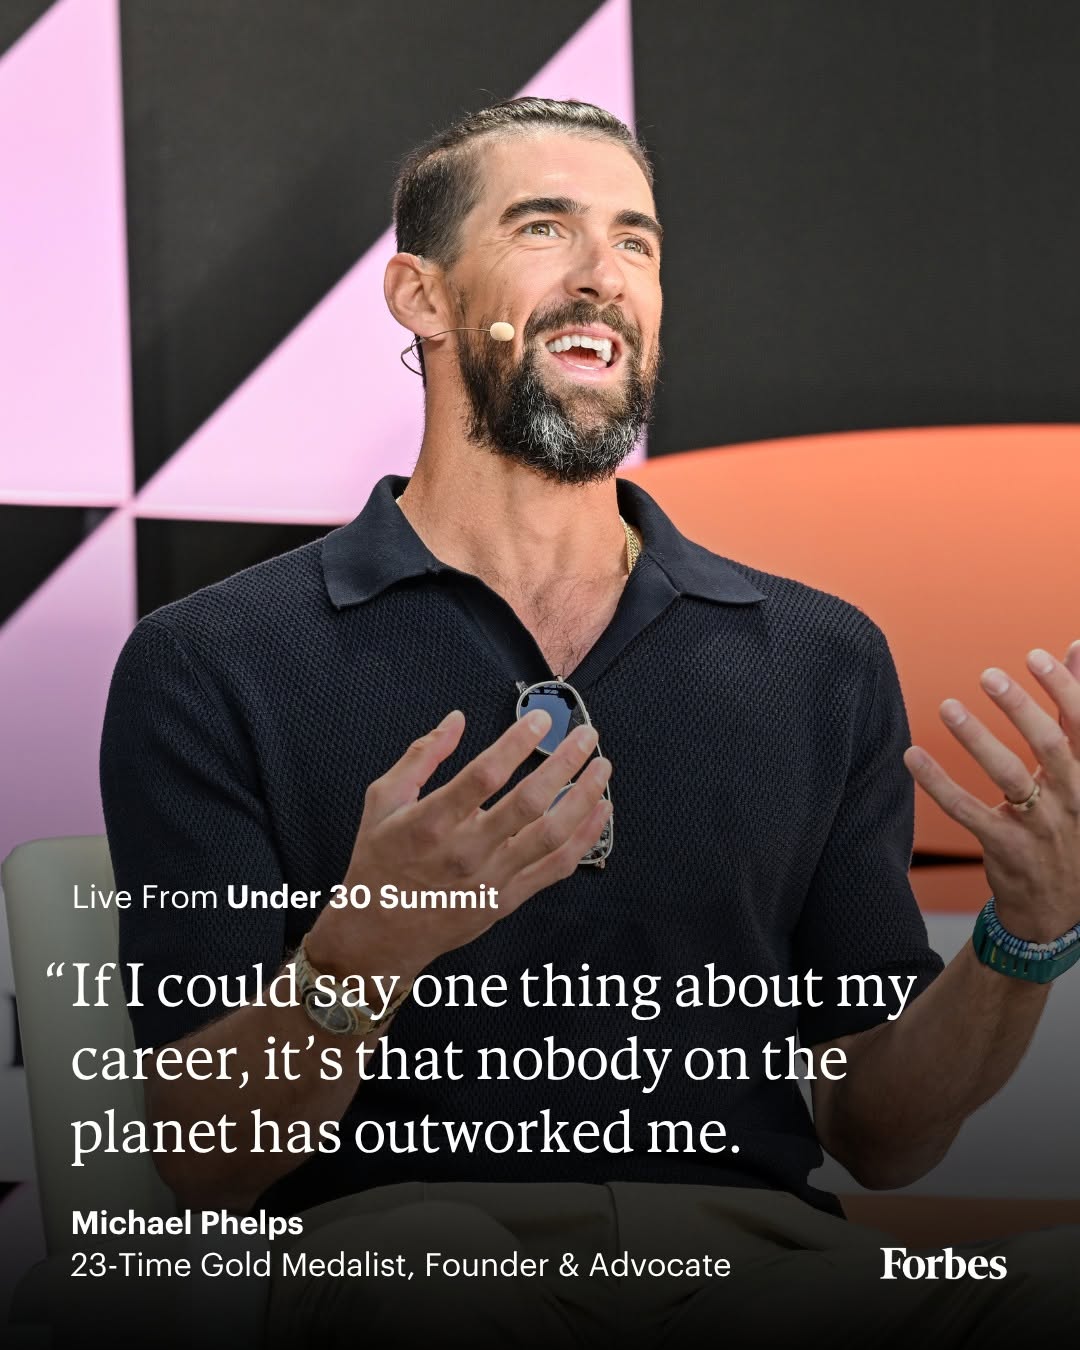 Live From Under 30 Summit
“If I could say one thing about my
career, it’s that nobody on the
planet has outworked me.
Michael Phelps
23-Time Gold Medalist, Founder & Advocate
Forbes